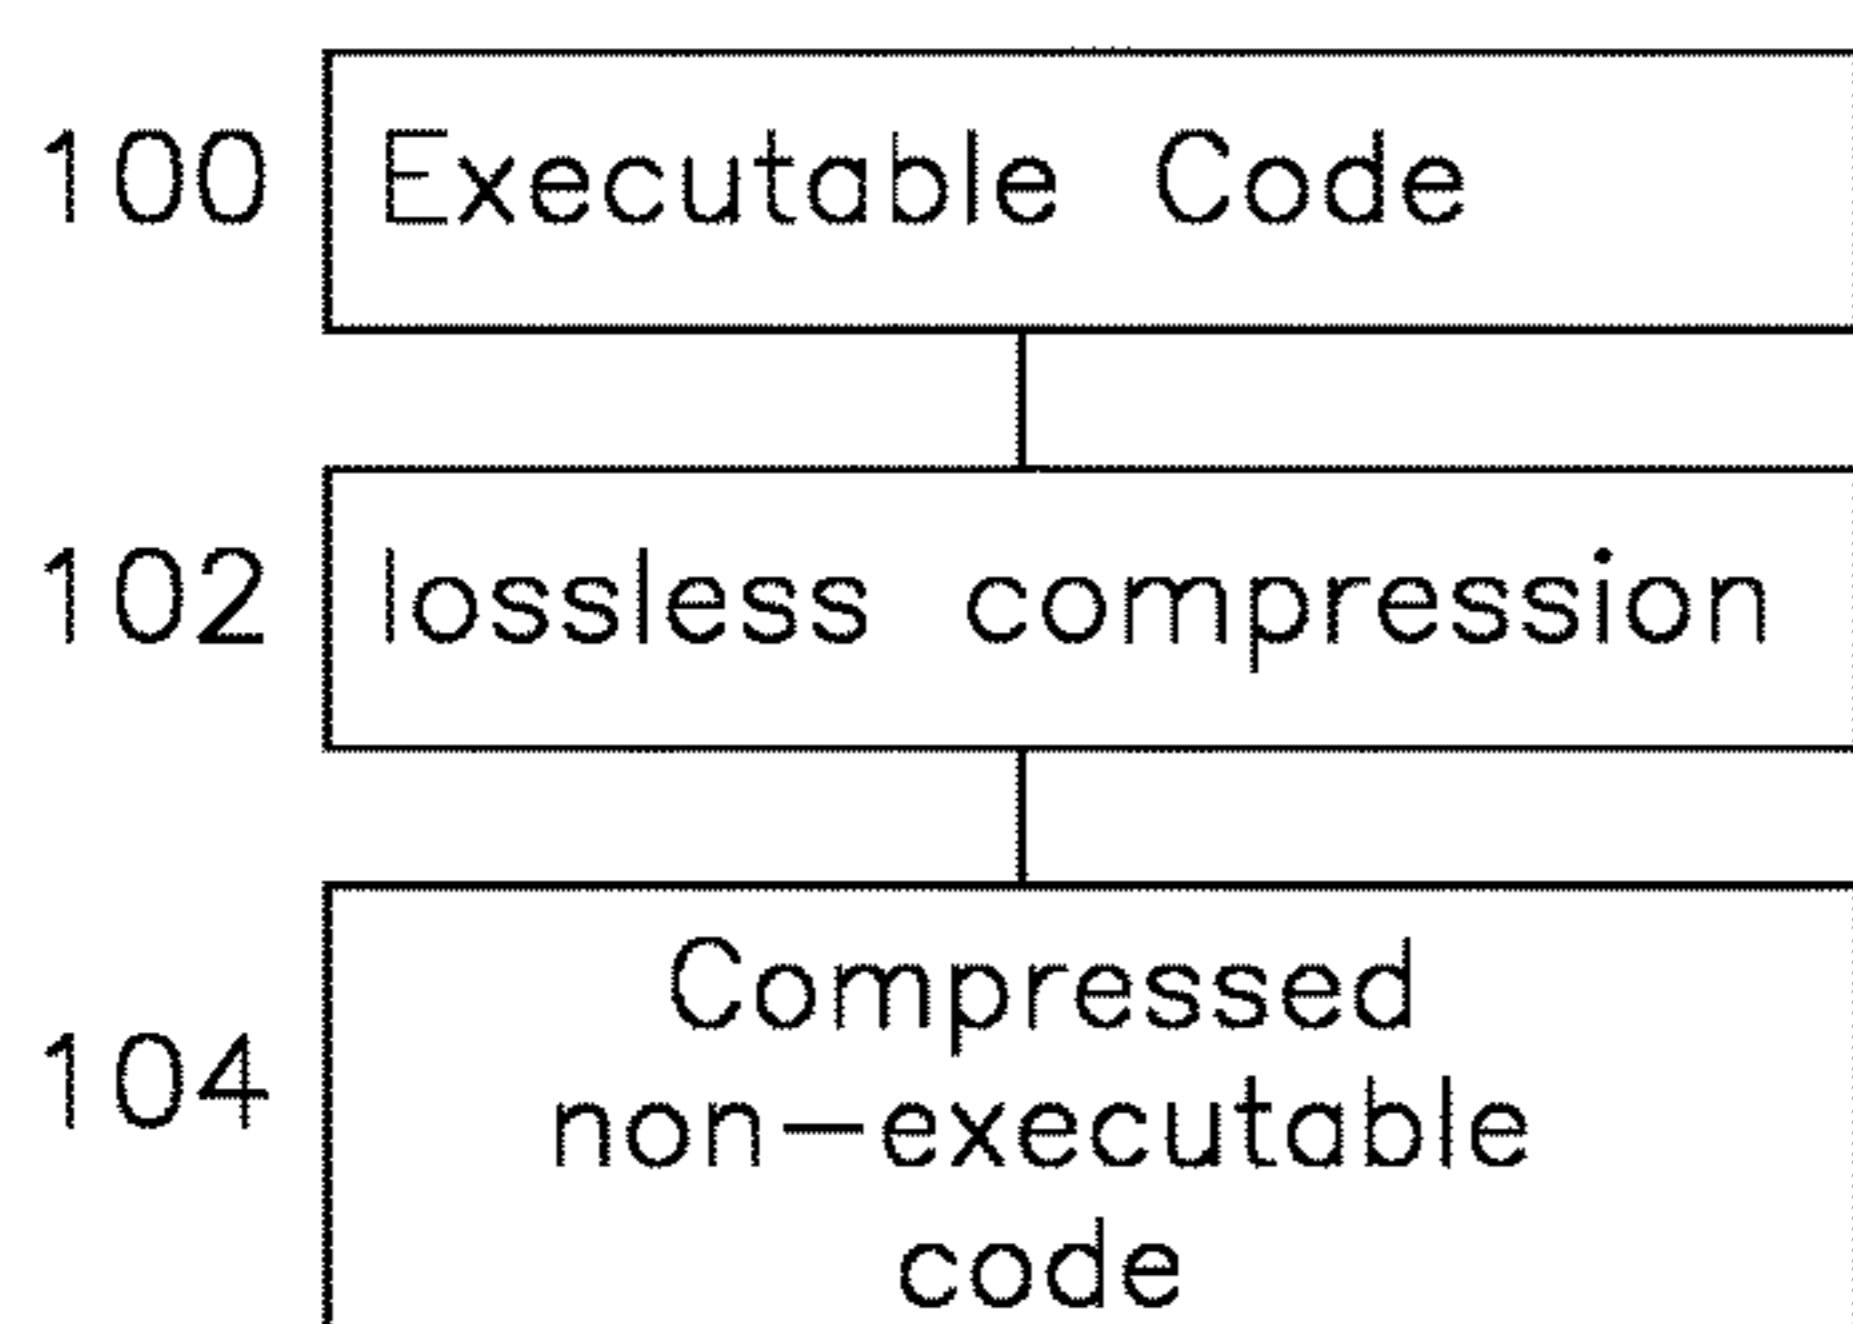 100 Executable Code
102 lossless compression
Compressed
104 non-executable
code